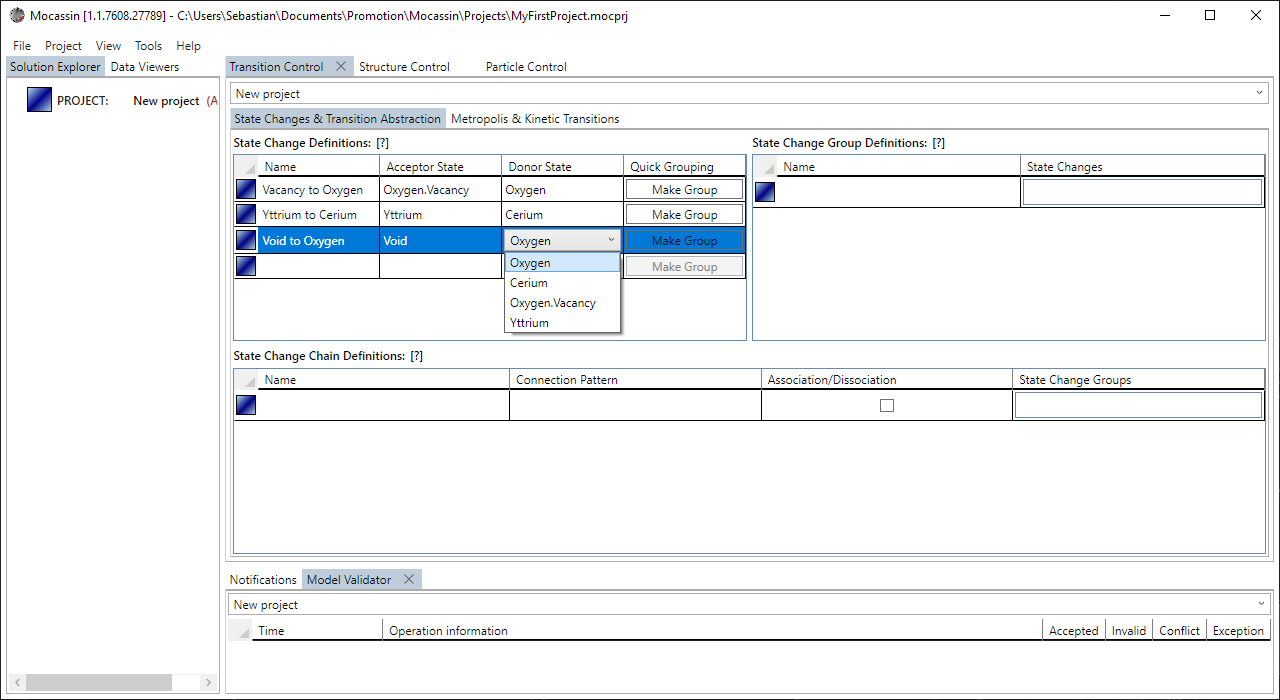 Mocassin [1.1.7608.27789] - C:\Users\Sebastian\Documents\Promotion\Mocassin\Projects\MyFirstProject.mocprj
File Project View Tools Help
Solution Explorer Data Viewers
PROJECT: New project (A
Transition Control Structure Control Particle Control
New project
State Changes & Transition Abstraction Metropolis & Kinetic Transitions
State Change Definitions: [?]
Name Acceptor State Donor State Quick Grouping
Vacancy to Oxygen Oxygen.Vacancy Oxygen Make Group
Yttrium to Cerium Yttrium Cerium Make Group
Void to Oxygen Void Oxygen Make Group
Make Group
Oxygen
Cerium
Oxygen.Vacancy
Yttrium
State Change Group Definitions: [?]
Name State Changes
State Change Chain Definitions: [?]
Name Connection Pattern Association/Dissociation State Change Groups
Notifications Model Validator
New project
Time Operation information Accepted Invalid Conflict Exception